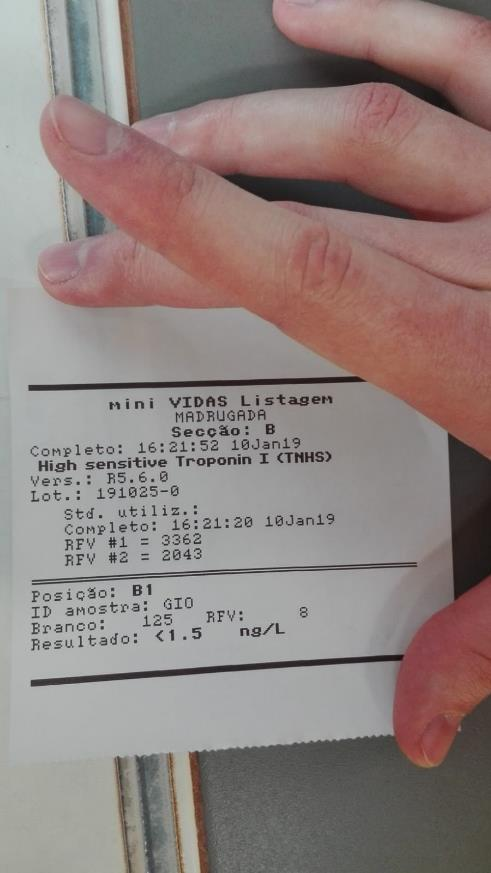 mini VIDAS Listagem
MADRUGADA
Secção: B
Completo: 16:21:52 10Jan19
High sensitive Troponin I (TNHS)
Vers.: R5.6.0
Lot.: 191025-0
Std. utiliz.:
Completo: 16:21:20 10Jan19
RFV #1 = 3362
RFV #2 = 2043
Posição: B1
ID amostra: GIO
Branco: 125 RFV: 8
Resultado: <1.5 ng/L